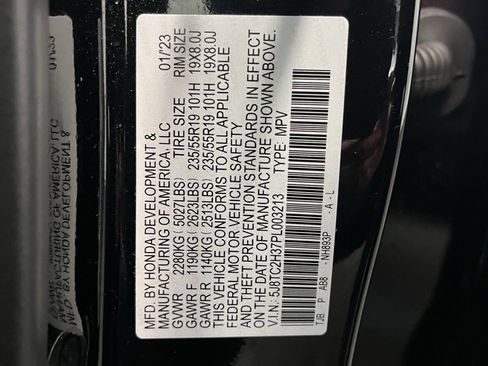 MFD. BY HONDA DEVELOPMENT &
MANUFACTURING OF AMERICA, LLC 01/23
GVWR 2280KG( 5027LBS) TIRE SIZE RIM SIZE
GAWR F 1190KG( 2623LBS) 235/55R19 101H 19X8.0J
GAWR R 1140KG( 2513LBS) 235/55R19 101H 19X8.0J
THIS VEHICLE CONFORMS TO ALL APPLICABLE
FEDERAL MOTOR VEHICLE SAFETY
AND THEFT PREVENTION STANDARDS IN EFFECT
ON THE DATE OF MANUFACTURE SHOWN ABOVE.
V.I.N.: 5J8TC2H37PL003213 TYPE: MPV
TJB P AB8 -NH893P -A-L